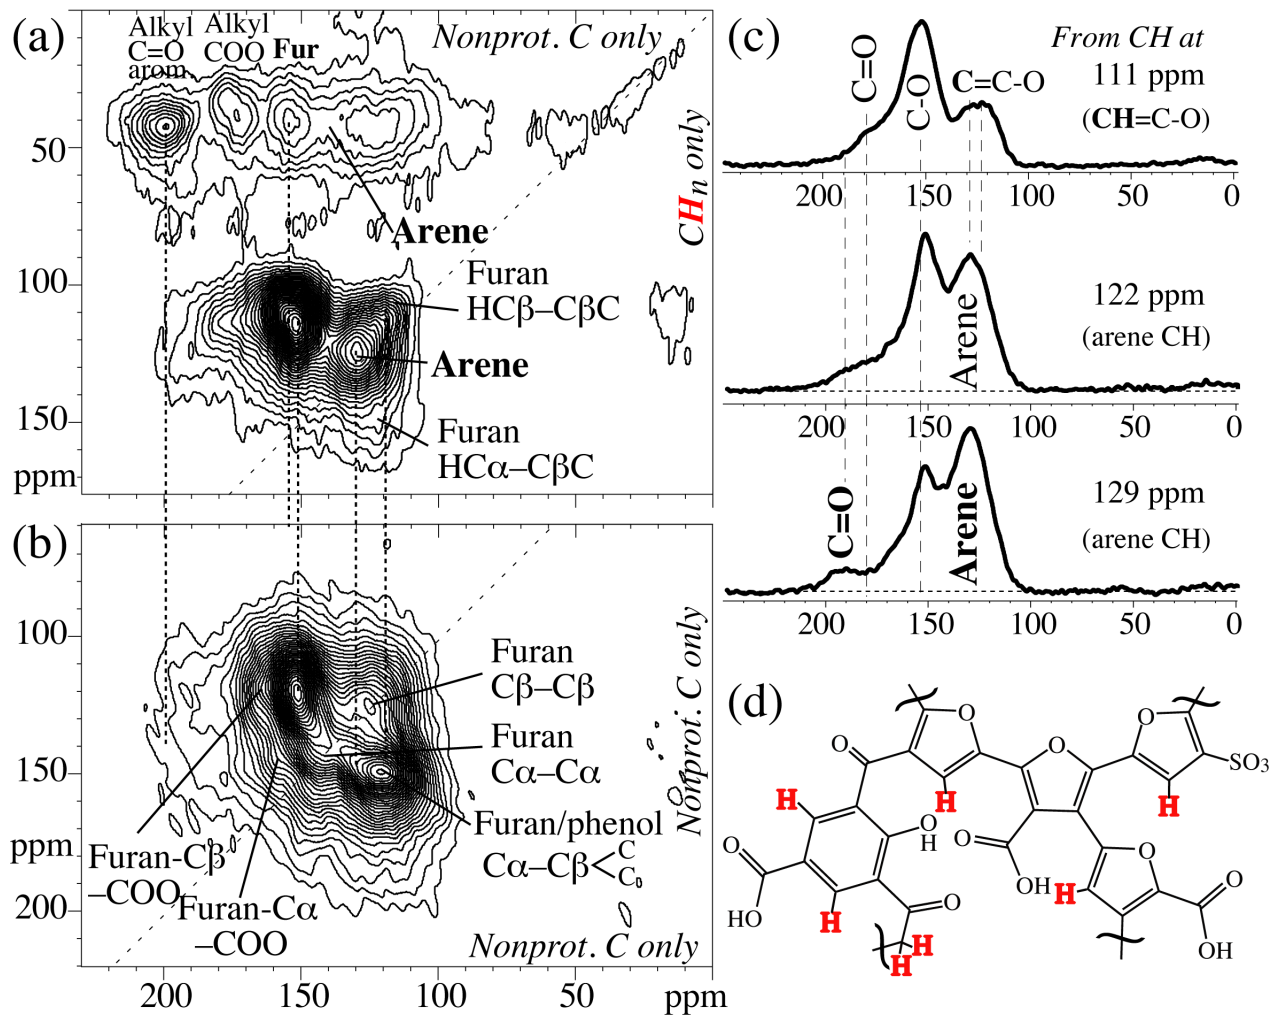 (a)
Alkyl
C=O
arom.
Alkyl
COO
Fur
Nonprot. C only
50
100
150
ppm
Arene
Furan
HCβ–CβC
Arene
Furan
HCα–CβC
CHn only
(b)
100
150
ppm
200
Furan
Cβ–Cβ
Furan
Cα–Cα
Furan/phenol
Cα–Cβ<C
C
Furan-Cβ
–COO
Furan-Cα
–COO
Nonprot. C only
Nonprot. C only
200
150
100
50
ppm
(c)
C=O
C-O
C=C-O
From CH at
111 ppm
(CH=C-O)
200
150
100
50
0
Arene
122 ppm
(arene CH)
200
150
100
50
0
C=O
Arene
129 ppm
(arene CH)
200
150
100
50
0
(d)
O
O
O
O
SO3
H
H
H
O
H
O
O
OH
O
HO
H
O
H
O
O
OH
H
H